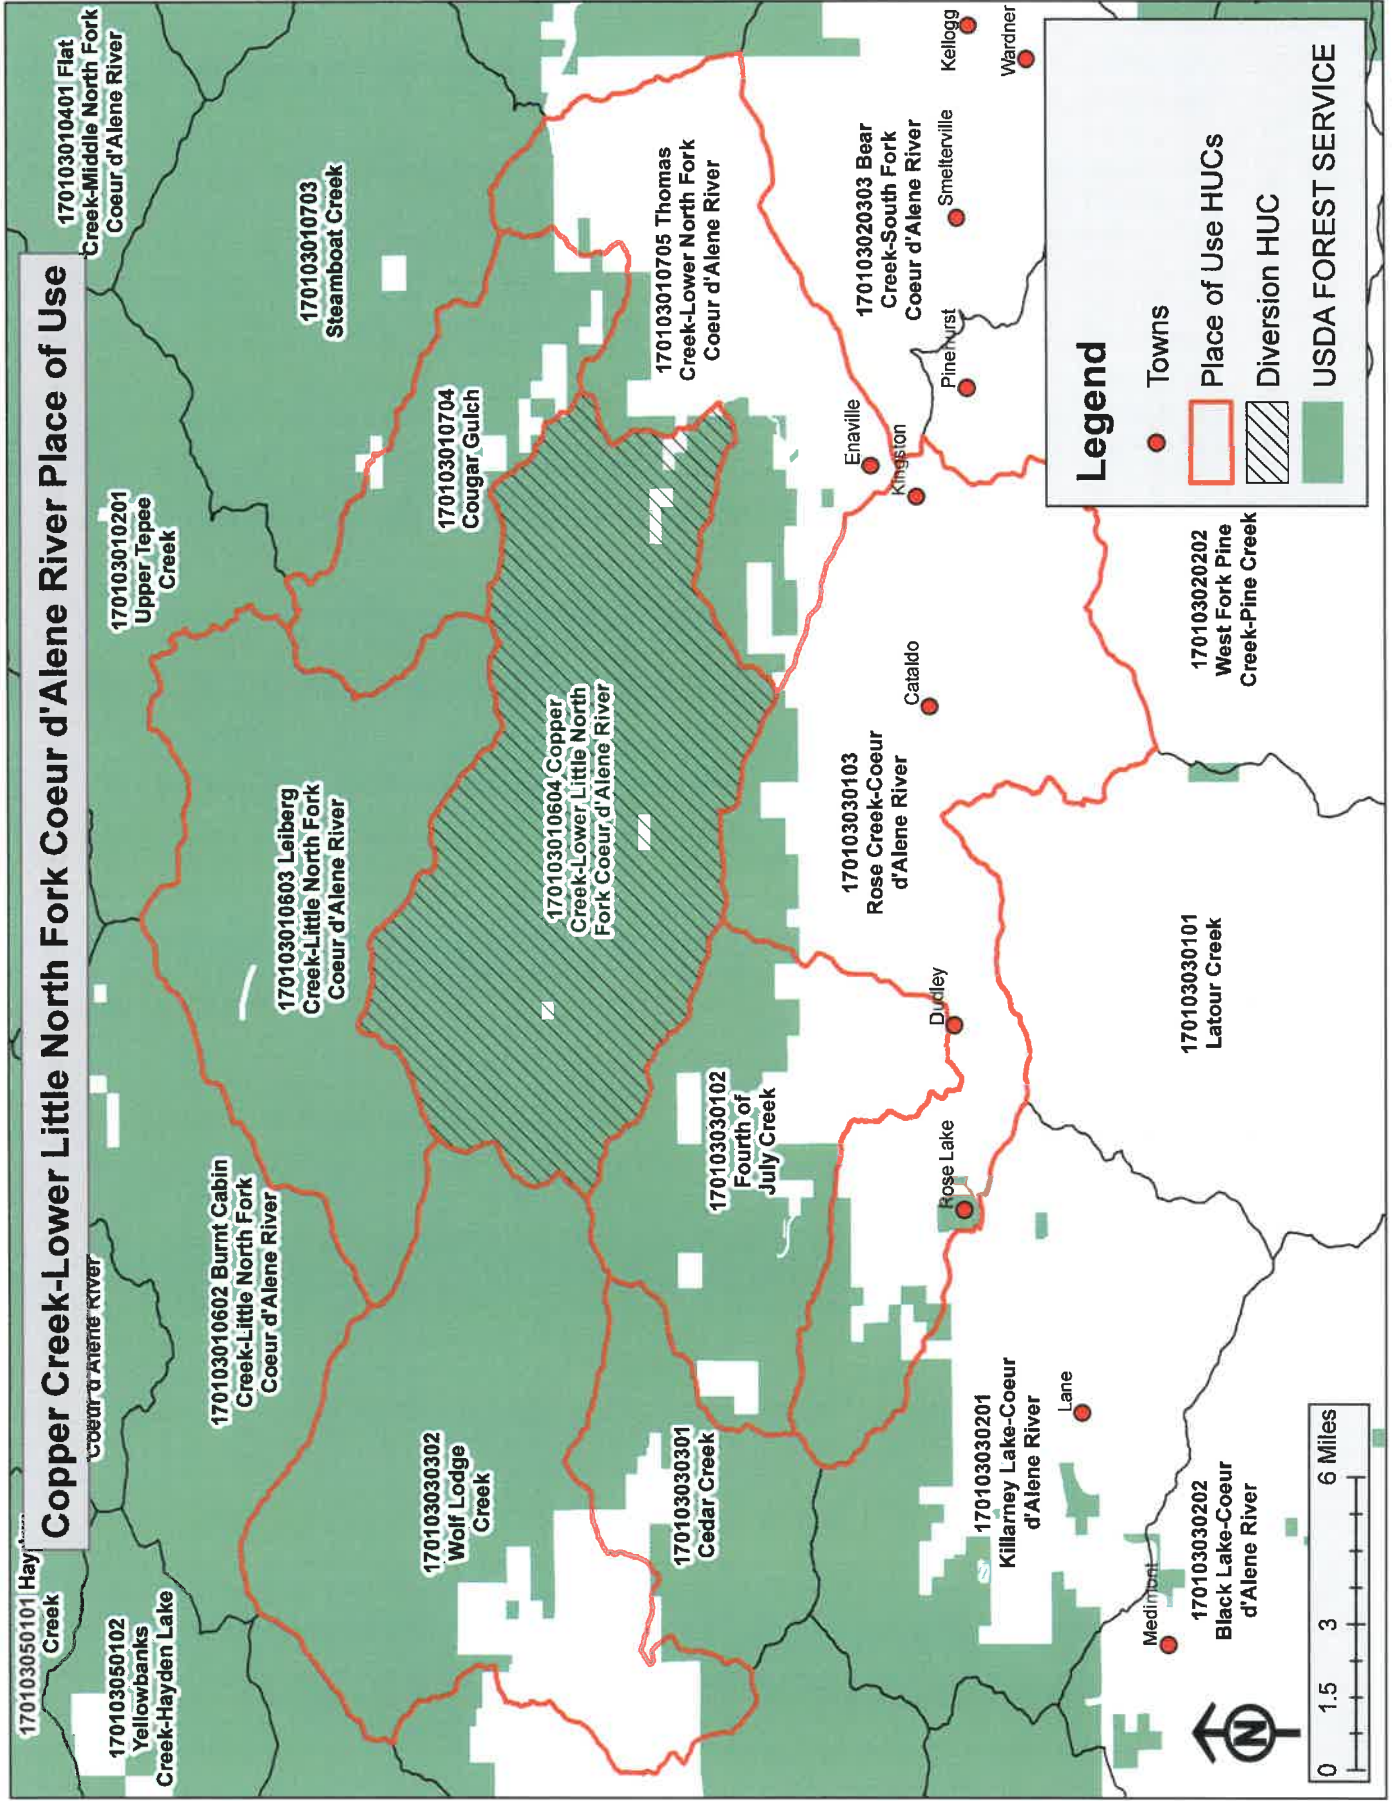 Copper Creek-Lower Little North Fork Coeur d'Alene River Place of Use
170103050101 Hayden
Creek
Coeur d'Alene River
170103010401 Flat
Creek-Middle North Fork
Coeur d'Alene River
170103050102
Yellowbanks
Creek-Hayden Lake
170103010201
Upper Tepee
Creek
170103010602 Burnt Cabin
Creek-Little North Fork
Coeur d'Alene River
170103010603 Leiberg
Creek-Little North Fork
Coeur d'Alene River
170103010703
Steamboat Creek
170103010704
Cougar Gulch
170103030302
Wolf Lodge
Creek
170103010604 Copper
Creek-Lower Little North
Fork Coeur d'Alene River
170103010705 Thomas
Creek-Lower North Fork
Coeur d'Alene River
170103030301
Cedar Creek
170103030102
Fourth of
July Creek
170103030103
Rose Creek-Coeur
d'Alene River
170103020303 Bear
Creek-South Fork
Coeur d'Alene River
Enaville
Kingston
Cataldo
Pinehurst
Smelterville
Kellogg
Wardner
Dudley
Rose Lake
170103030201
Killarney Lake-Coeur
d'Alene River
Lane
Medimont
170103030202
Black Lake-Coeur
d'Alene River
170103030101
Latour Creek
170103020202
West Fork Pine
Creek-Pine Creek
Legend
Towns
Place of Use HUCs
Diversion HUC
USDA FOREST SERVICE
N
0 1.5 3 6 Miles